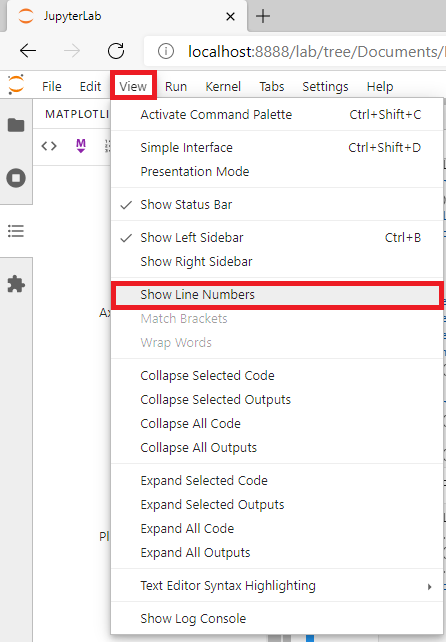 JupyterLab
localhost:8888/lab/tree/Documents/
File Edit View Run Kernel Tabs Settings Help
MATPLOTLI
Activate Command Palette Ctrl+Shift+C
Simple Interface Ctrl+Shift+D
Presentation Mode
Show Status Bar
Show Left Sidebar Ctrl+B
Show Right Sidebar
Show Line Numbers
Ax
Match Brackets
Wrap Words
Collapse Selected Code
Collapse Selected Outputs
Collapse All Code
Collapse All Outputs
Expand Selected Code
Expand Selected Outputs
Expand All Code
Pl
Expand All Outputs
Text Editor Syntax Highlighting
Show Log Console